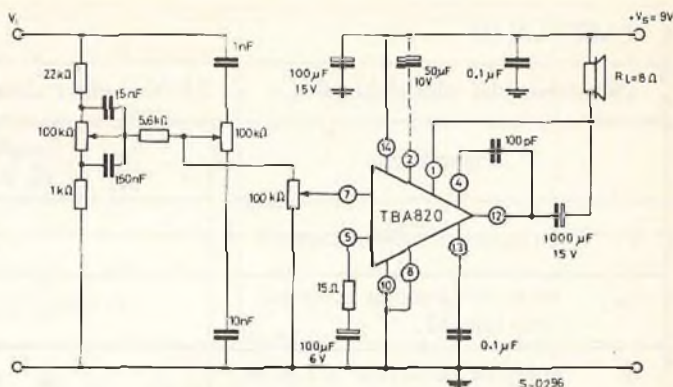 Vi
+Vs = 9V
1nF
22kΩ
15nF
100kΩ
5.6kΩ
100kΩ
150nF
1kΩ
10nF
100kΩ
100µF
15V
50µF
10V
0.1µF
RL=8Ω
100pF
14
2
1
4
7
TBA820
5
12
13
10
8
1000µF
15V
15Ω
100µF
6V
0.1µF
S-0296